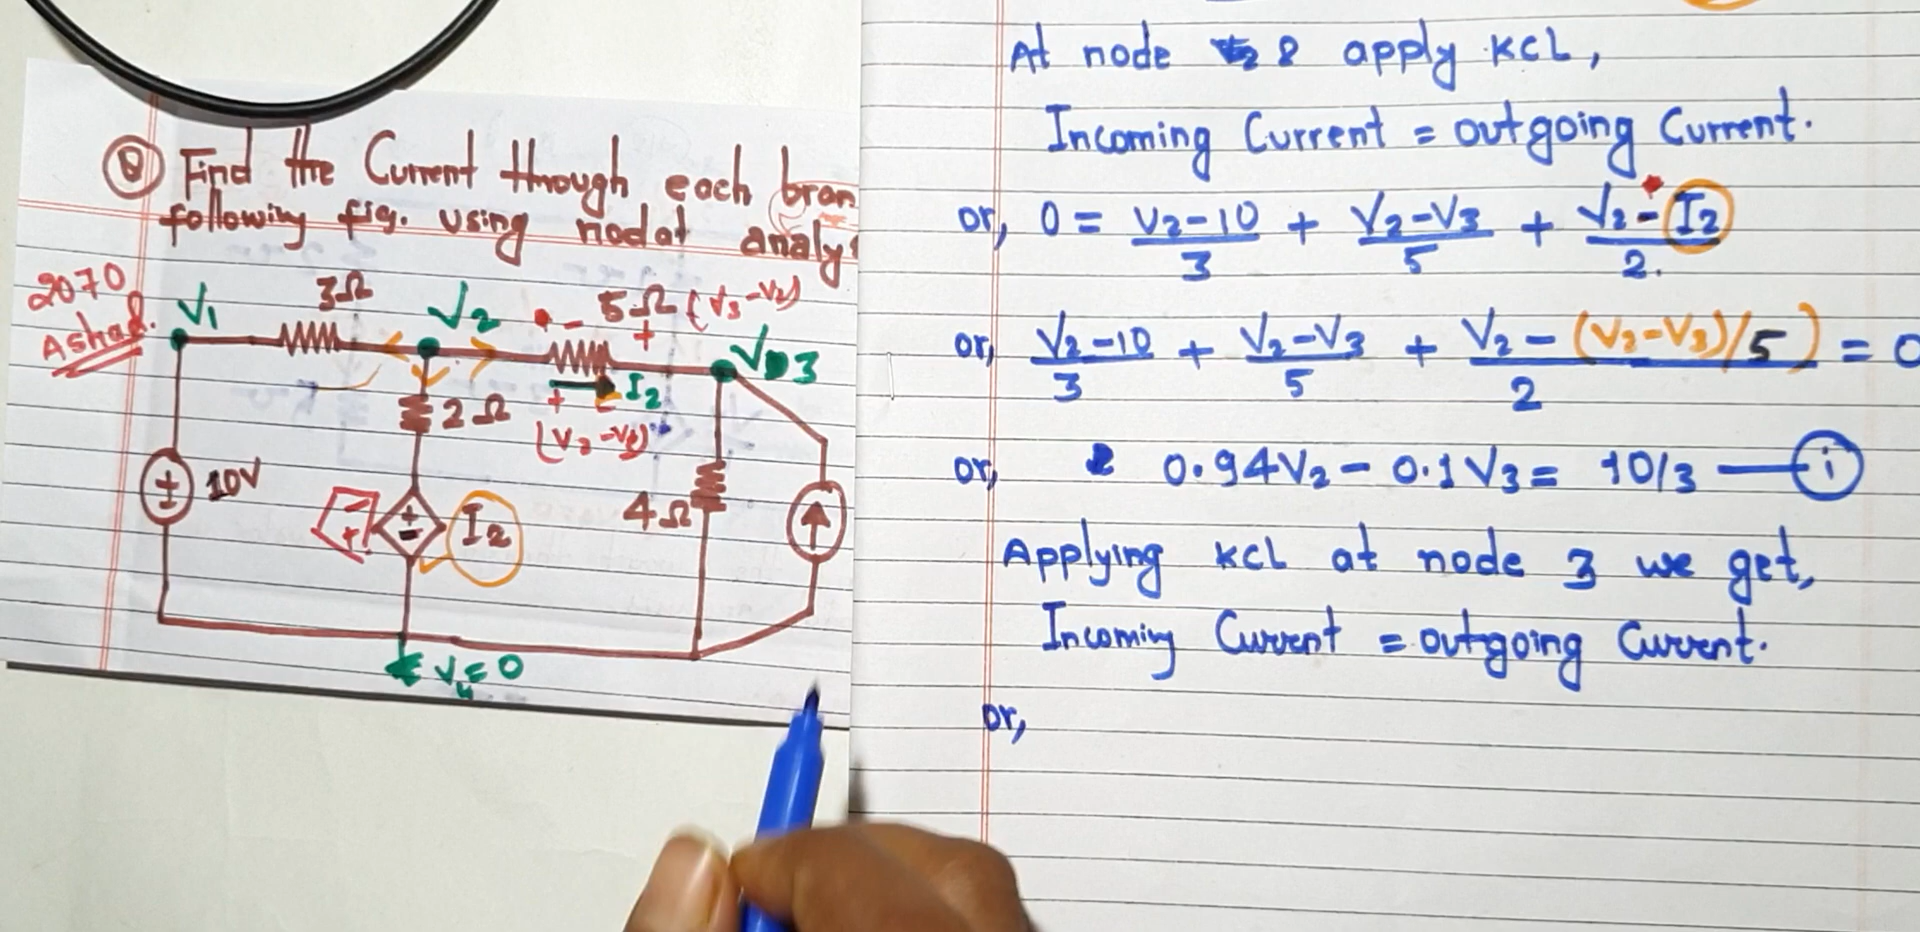 Q Find the Current through each bran
following fig. using nodal analy
2070
Ashad.
V1
3Ω
V2
5Ω (V3-V2)
- +
V3
I2
+ -
2Ω
10V
±
- +
±
I2
4Ω
V4=0
At node 2 apply KCL,
Incoming Current = outgoing Current.
or, 0 = V2-10/3 + V2-V3/5 + V2-I2/2.
or, V2-10/3 + V2-V3/5 + V2-(V2-V3)/5)/2 = 0
or, 0.94V2 - 0.1V3 = 10/3 — i
Applying KCL at node 3 we get,
Incoming Current = outgoing Current.
or,